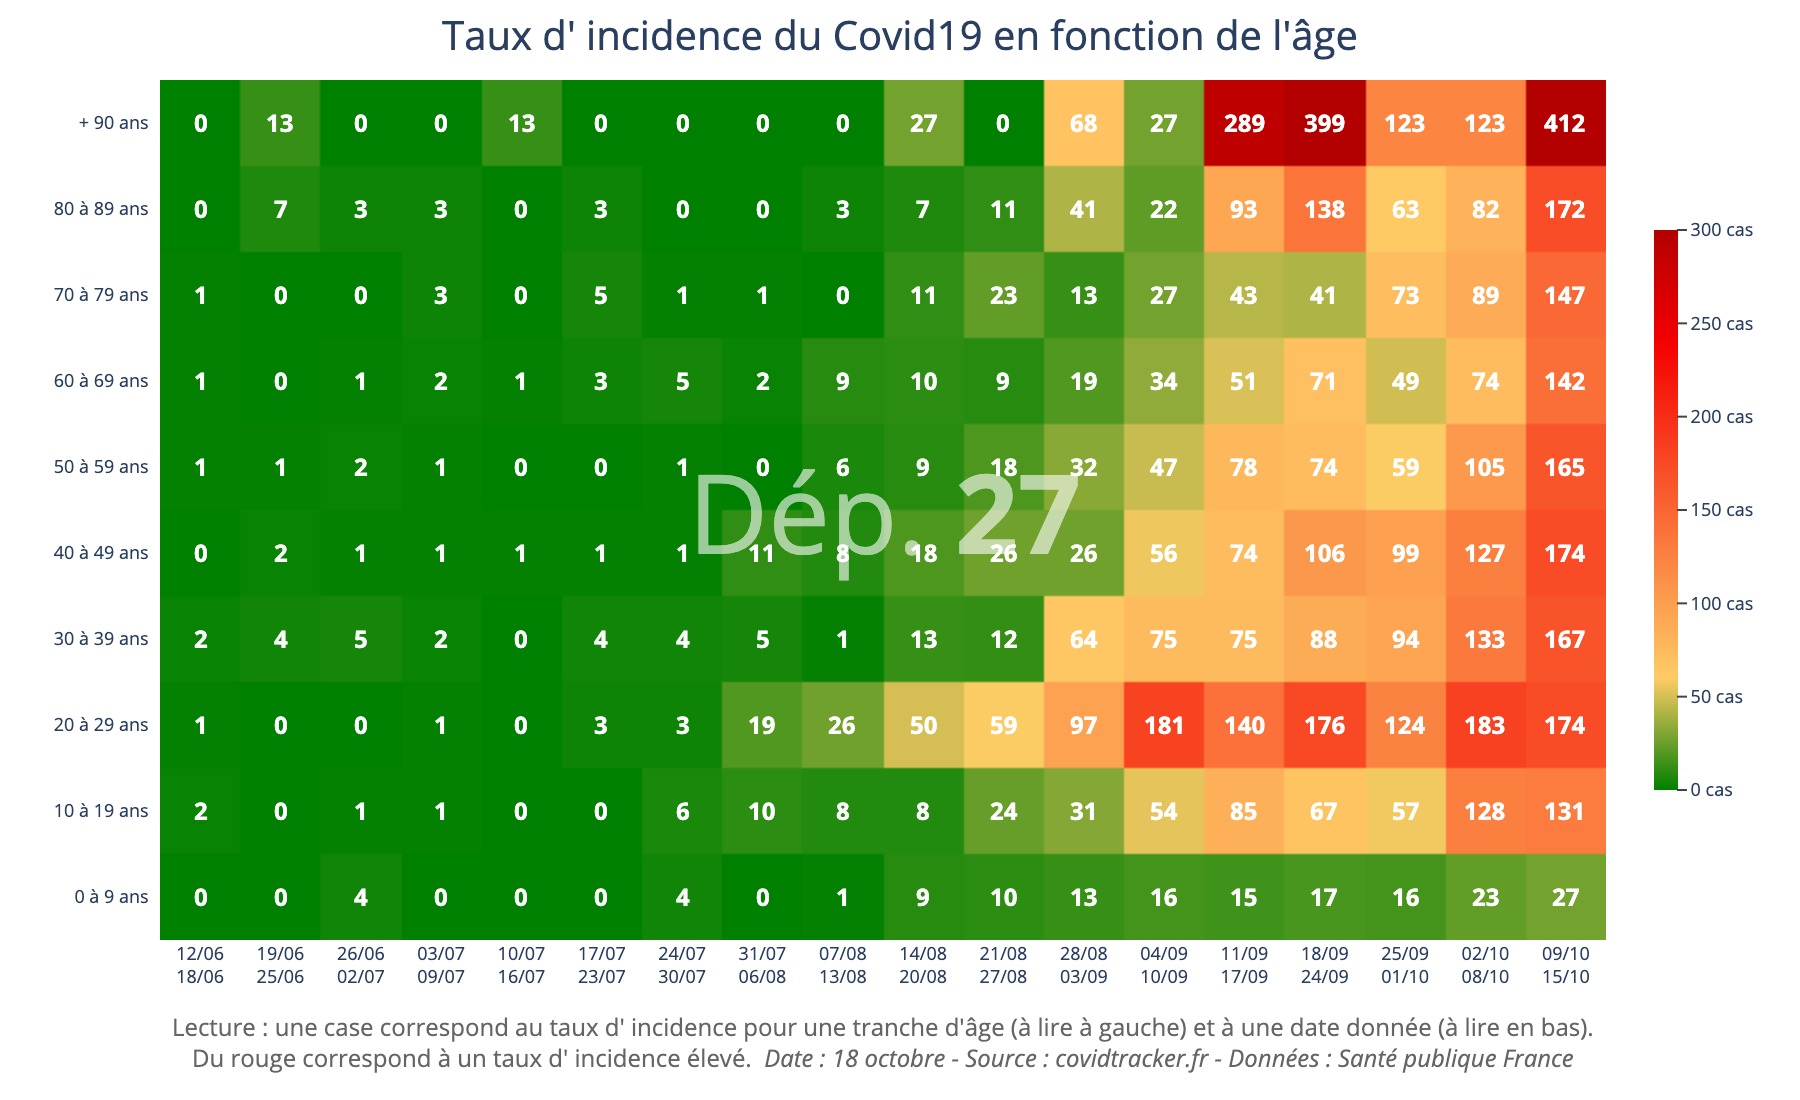 Taux d' incidence du Covid19 en fonction de l'âge
+ 90 ans 0 13 0 0 13 0 0 0 0 27 0 68 27 289 399 123 123 412
80 à 89 ans 0 7 3 3 0 3 0 0 3 7 11 41 22 93 138 63 82 172
300 cas
70 à 79 ans 1 0 0 3 0 5 1 1 0 11 23 13 27 43 41 73 89 147
250 cas
60 à 69 ans 1 0 1 2 1 3 5 2 9 10 9 19 34 51 71 49 74 142
200 cas
50 à 59 ans 1 1 2 1 0 0 1 0 6 9 18 32 47 78 74 59 105 165
Dép. 27
150 cas
40 à 49 ans 0 2 1 1 1 1 1 11 8 18 26 26 56 74 106 99 127 174
100 cas
30 à 39 ans 2 4 5 2 0 4 4 5 1 13 12 64 75 75 88 94 133 167
50 cas
20 à 29 ans 1 0 0 1 0 3 3 19 26 50 59 97 181 140 176 124 183 174
0 cas
10 à 19 ans 2 0 1 1 0 0 6 10 8 8 24 31 54 85 67 57 128 131
0 à 9 ans 0 0 4 0 0 0 4 0 1 9 10 13 16 15 17 16 23 27
12/06 19/06 26/06 03/07 10/07 17/07 24/07 31/07 07/08 14/08 21/08 28/08 04/09 11/09 18/09 25/09 02/10 09/10
18/06 25/06 02/07 09/07 16/07 23/07 30/07 06/08 13/08 20/08 27/08 03/09 10/09 17/09 24/09 01/10 08/10 15/10
Lecture : une case correspond au taux d' incidence pour une tranche d'âge (à lire à gauche) et à une date donnée (à lire en bas).
Du rouge correspond à un taux d' incidence élevé. Date : 18 octobre - Source : covidtracker.fr - Données : Santé publique France